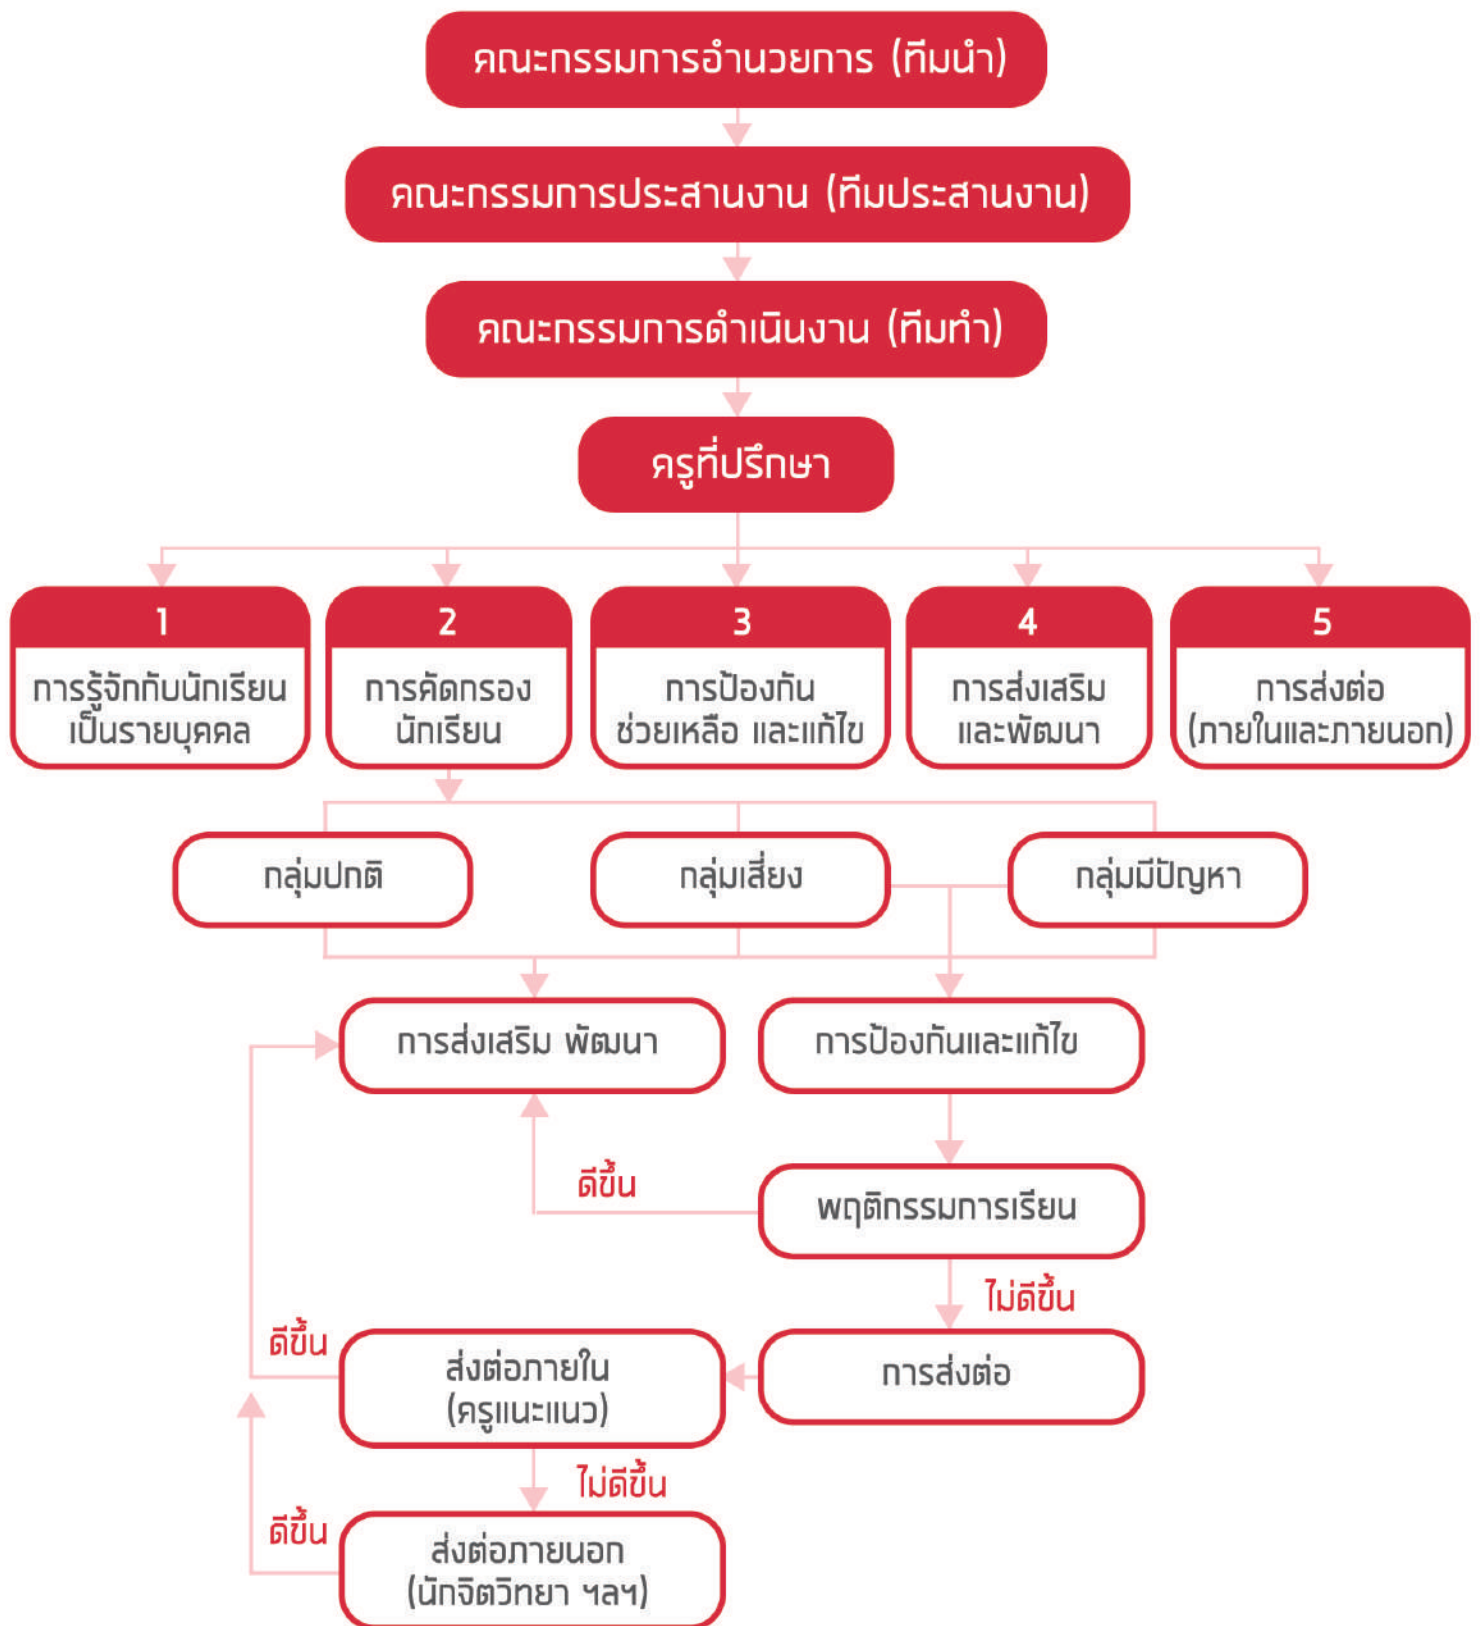 คณะกรรมการอำนวยการ (ทีมนำ)
คณะกรรมการประสานงาน (ทีมประสานงาน)
คณะกรรมการดำเนินงาน (ทีมทำ)
ครูที่ปรึกษา
1
การรู้จักกับนักเรียน
เป็นรายบุคคล
2
การคัดกรอง
นักเรียน
3
การป้องกัน
ช่วยเหลือ และแก้ไข
4
การส่งเสริม
และพัฒนา
5
การส่งต่อ
(ภายในและภายนอก)
กลุ่มปกติ
กลุ่มเสี่ยง
กลุ่มมีปัญหา
การส่งเสริม พัฒนา
การป้องกันและแก้ไข
ดีขึ้น
พฤติกรรมการเรียน
ไม่ดีขึ้น
ดีขึ้น
ส่งต่อภายใน
(ครูแนะแนว)
การส่งต่อ
ไม่ดีขึ้น
ดีขึ้น
ส่งต่อภายนอก
(นักจิตวิทยา ฯลฯ)